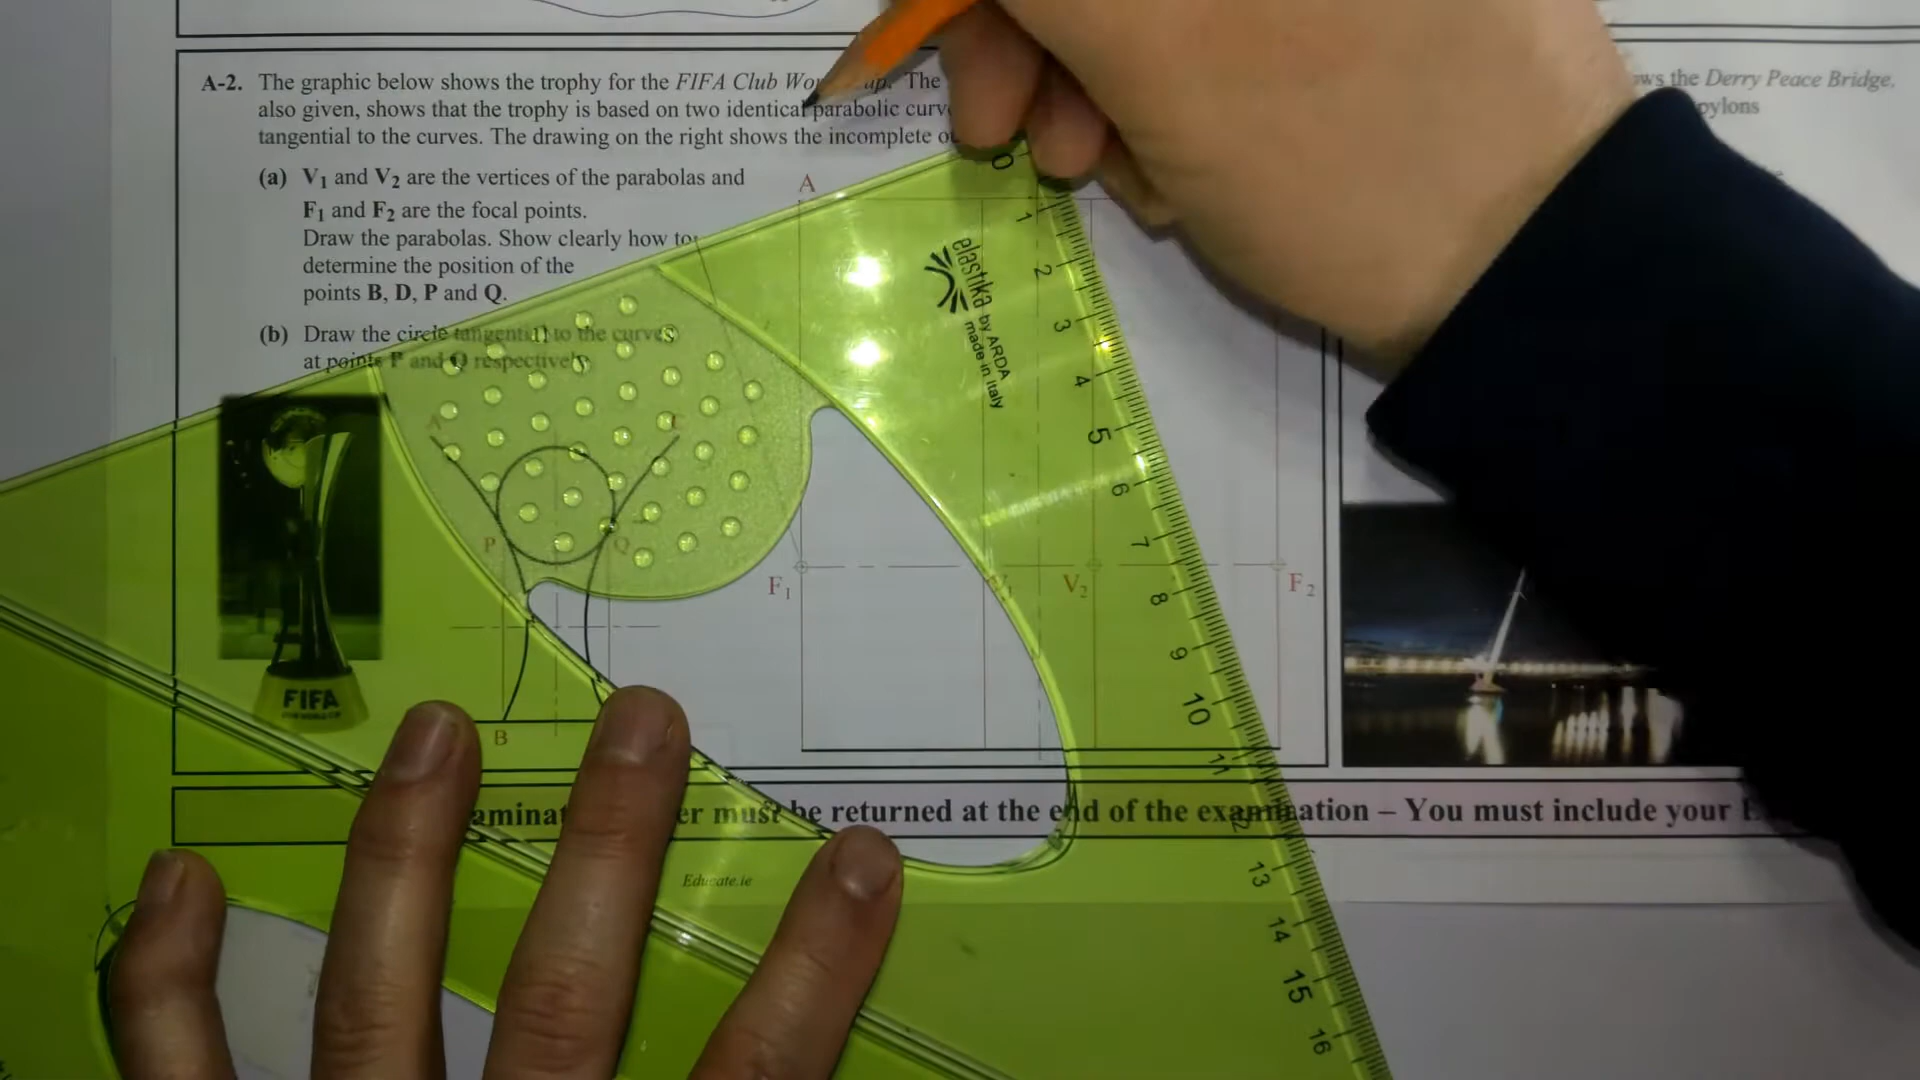 A-2. The graphic below shows the trophy for the FIFA Club Wor up. The
also given, shows that the trophy is based on two identical parabolic curv
tangential to the curves. The drawing on the right shows the incomplete o
(a) V1 and V2 are the vertices of the parabolas and
F1 and F2 are the focal points.
Draw the parabolas. Show clearly how to
determine the position of the
points B, D, P and Q.
(b) Draw the circle tangential to the curves
at points P and Q respectively.
A
P
Q
B
FIFA
A
F1
V1
V2
F2
elastika
by ARDA
made in Italy
0
1
2
3
4
5
6
7
8
9
10
11
12
13
14
15
16
ws the Derry Peace Bridge,
pylons
aminat er must be returned at the end of the examination – You must include your
Educate.ie